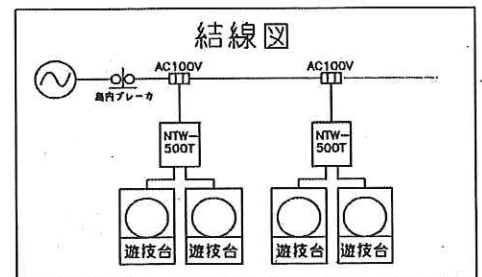 結線図
AC100V AC100V
島内ブレーカ
NTW-
500T
NTW-
500T
遊技台 遊技台 遊技台 遊技台